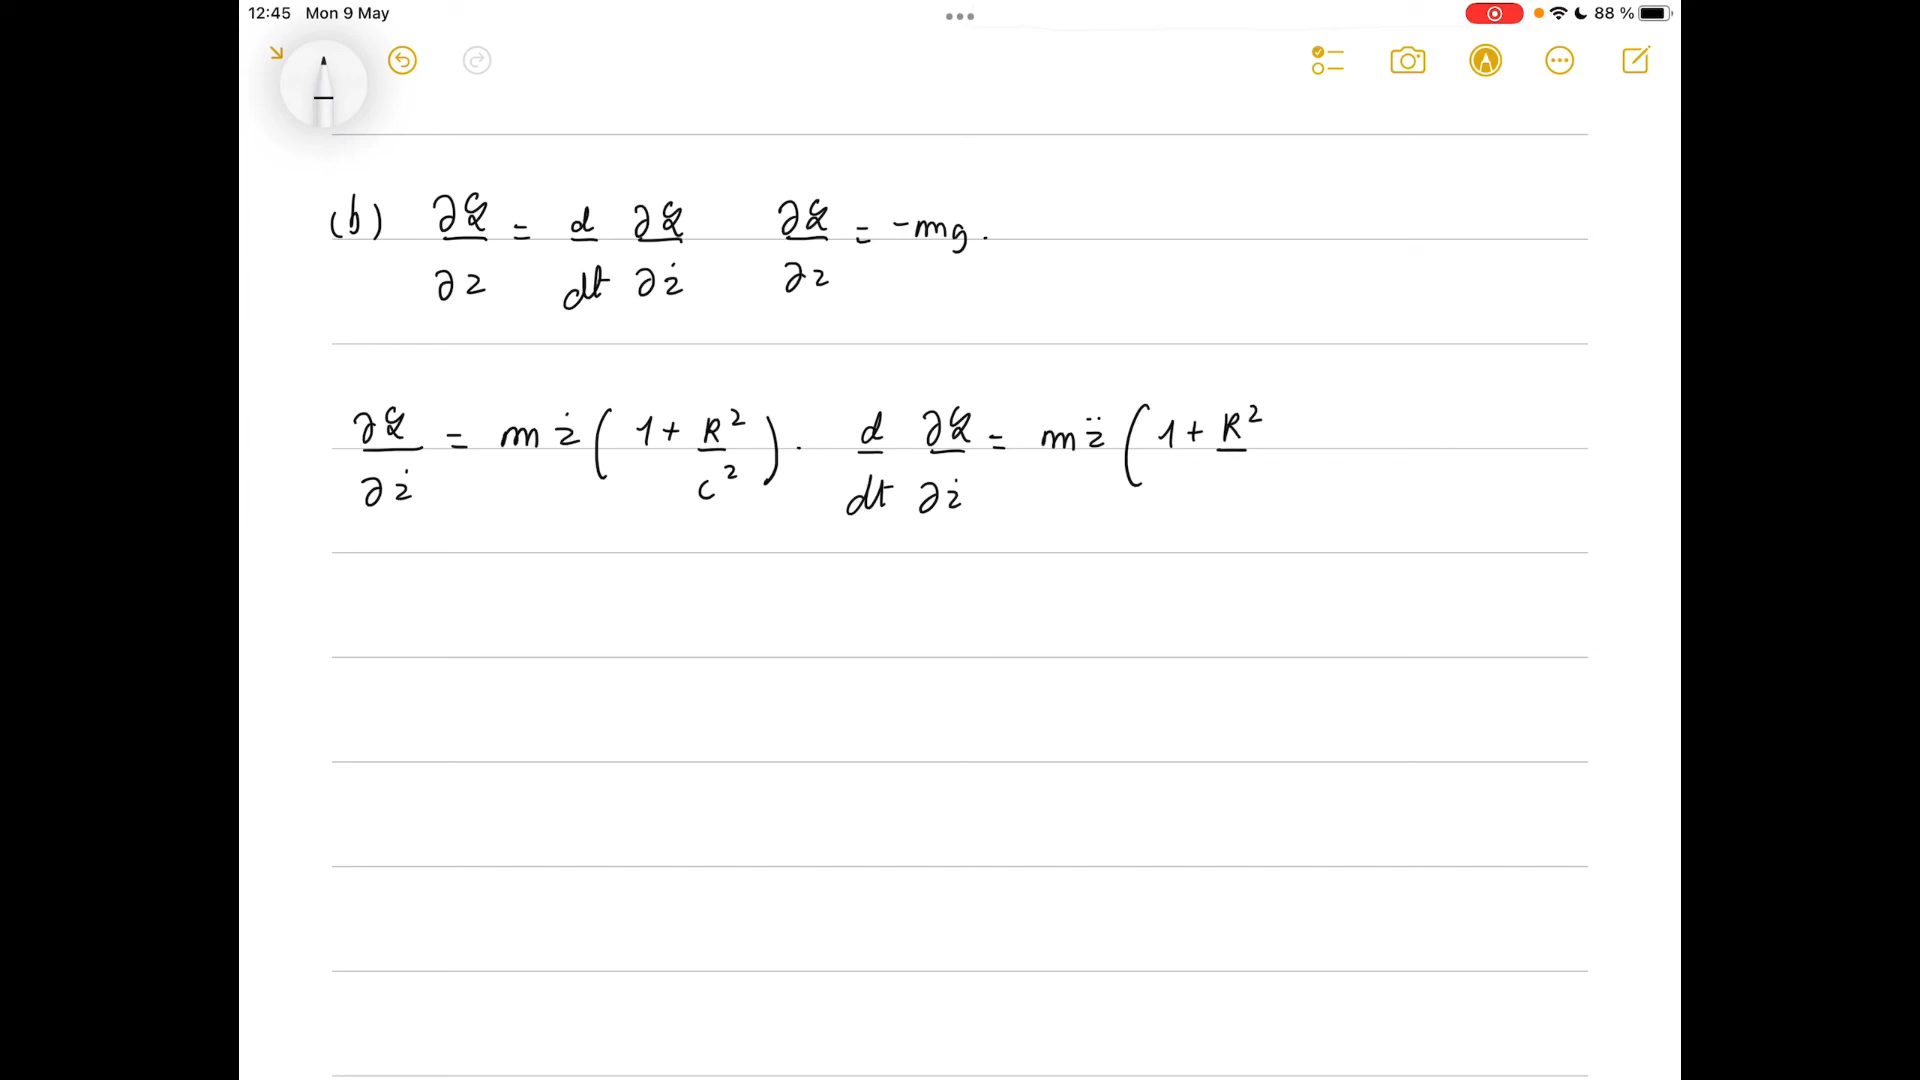 12:45 Mon 9 May 88 %
(b) ∂ℒ/∂z = d/dt ∂ℒ/∂ż ∂ℒ/∂z = -mg.
∂ℒ/∂ż = mż(1+R²/c²). d/dt ∂ℒ/∂ż = mz̈(1+R²